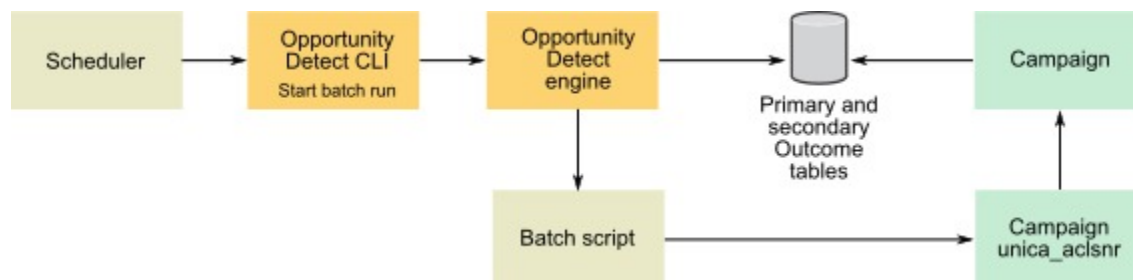 Scheduler
Opportunity
Detect CLI
Start batch run
Opportunity
Detect
engine
Primary and
secondary
Outcome
tables
Campaign
Batch script
Campaign
unica_aclsnr